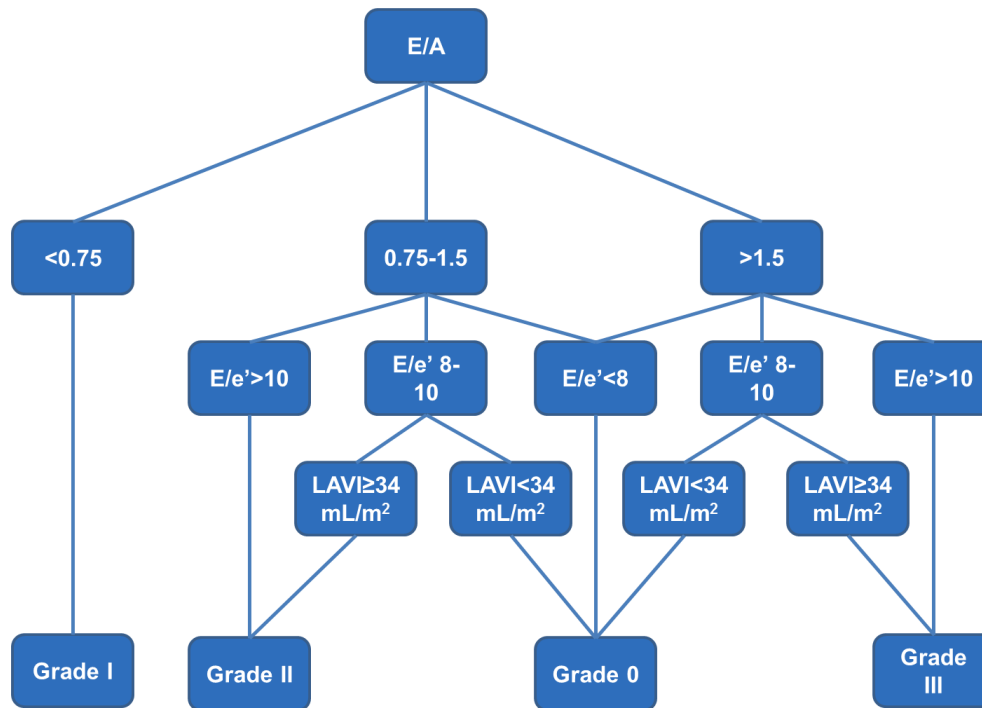 E/A
<0.75
0.75-1.5
>1.5
E/e’>10
E/e’ 8-
10
E/e’<8
E/e’ 8-
10
E/e’>10
LAVI≥34
mL/m²
LAVI<34
mL/m²
LAVI<34
mL/m²
LAVI≥34
mL/m²
Grade I
Grade II
Grade 0
Grade
III